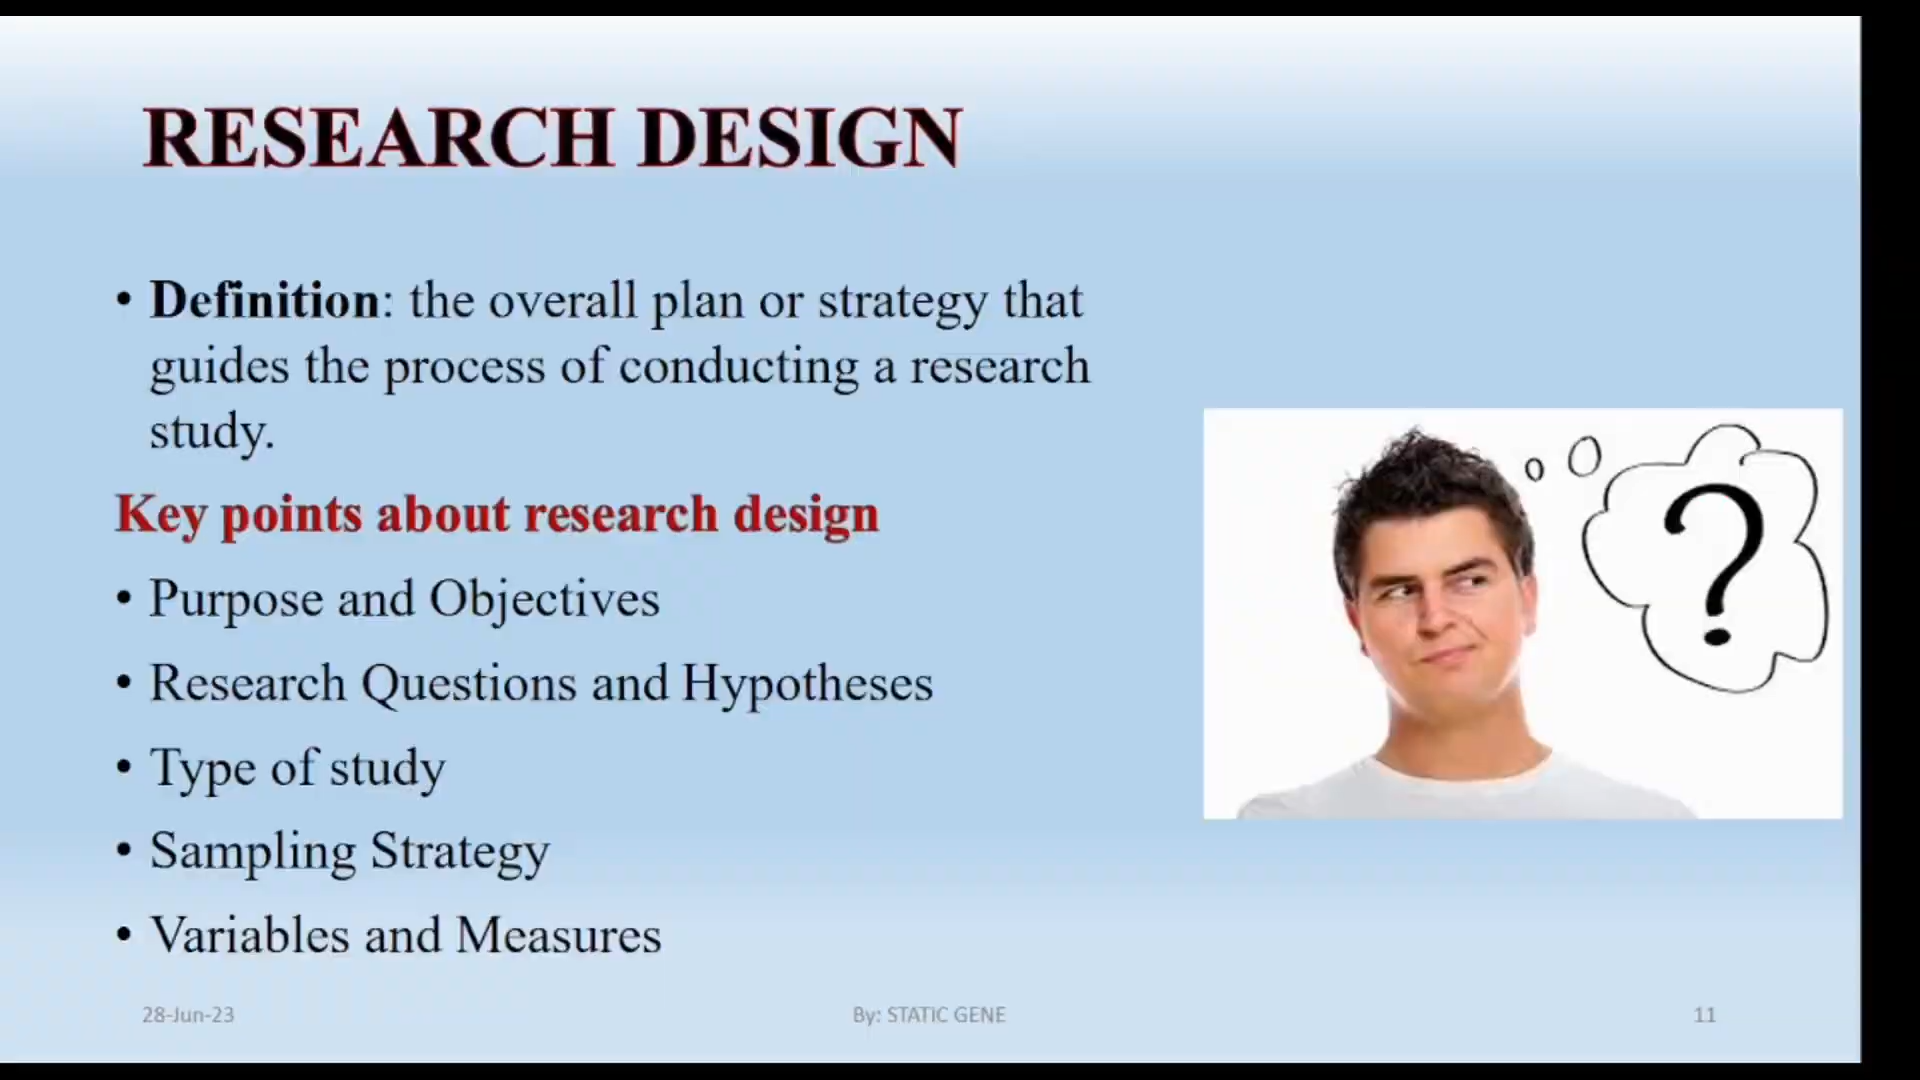 RESEARCH DESIGN
• Definition: the overall plan or strategy that
guides the process of conducting a research
study.
Key points about research design
• Purpose and Objectives
• Research Questions and Hypotheses
• Type of study
• Sampling Strategy
• Variables and Measures
?
28-Jun-23
By: STATIC GENE
11